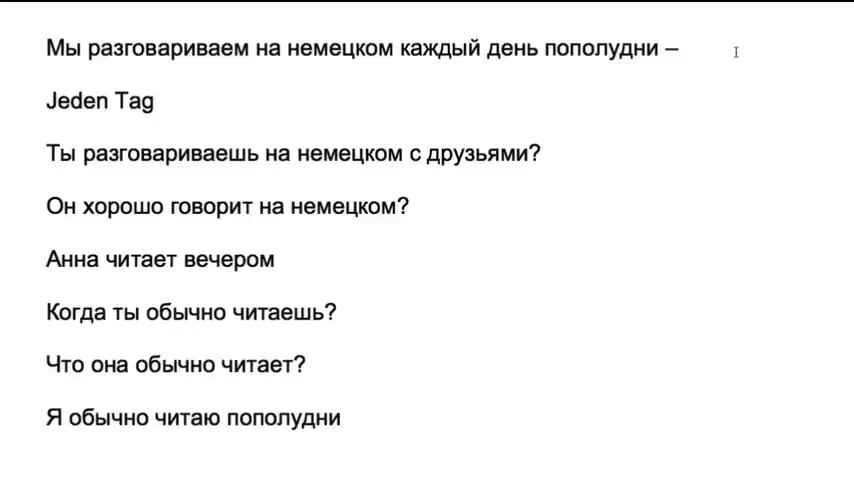 Мы разговариваем на немецком каждый день пополудни –
Jeden Tag
Ты разговариваешь на немецком с друзьями?
Он хорошо говорит на немецком?
Анна читает вечером
Когда ты обычно читаешь?
Что она обычно читает?
Я обычно читаю пополудни